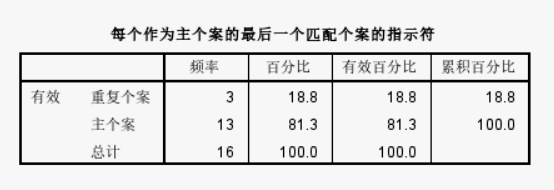 每个作为主个案的最后一个匹配个案的指示符
频率 百分比 有效百分比 累积百分比
有效 重复个案 3 18.8 18.8 18.8
主个案 13 81.3 81.3 100.0
总计 16 100.0 100.0